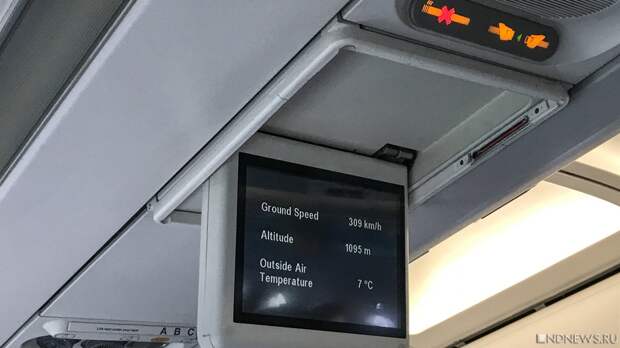 Ground Speed 309 km/h
Altitude 1095 m
Outside Air
Temperature 7 °C
A B C
LNDNEWS.RU